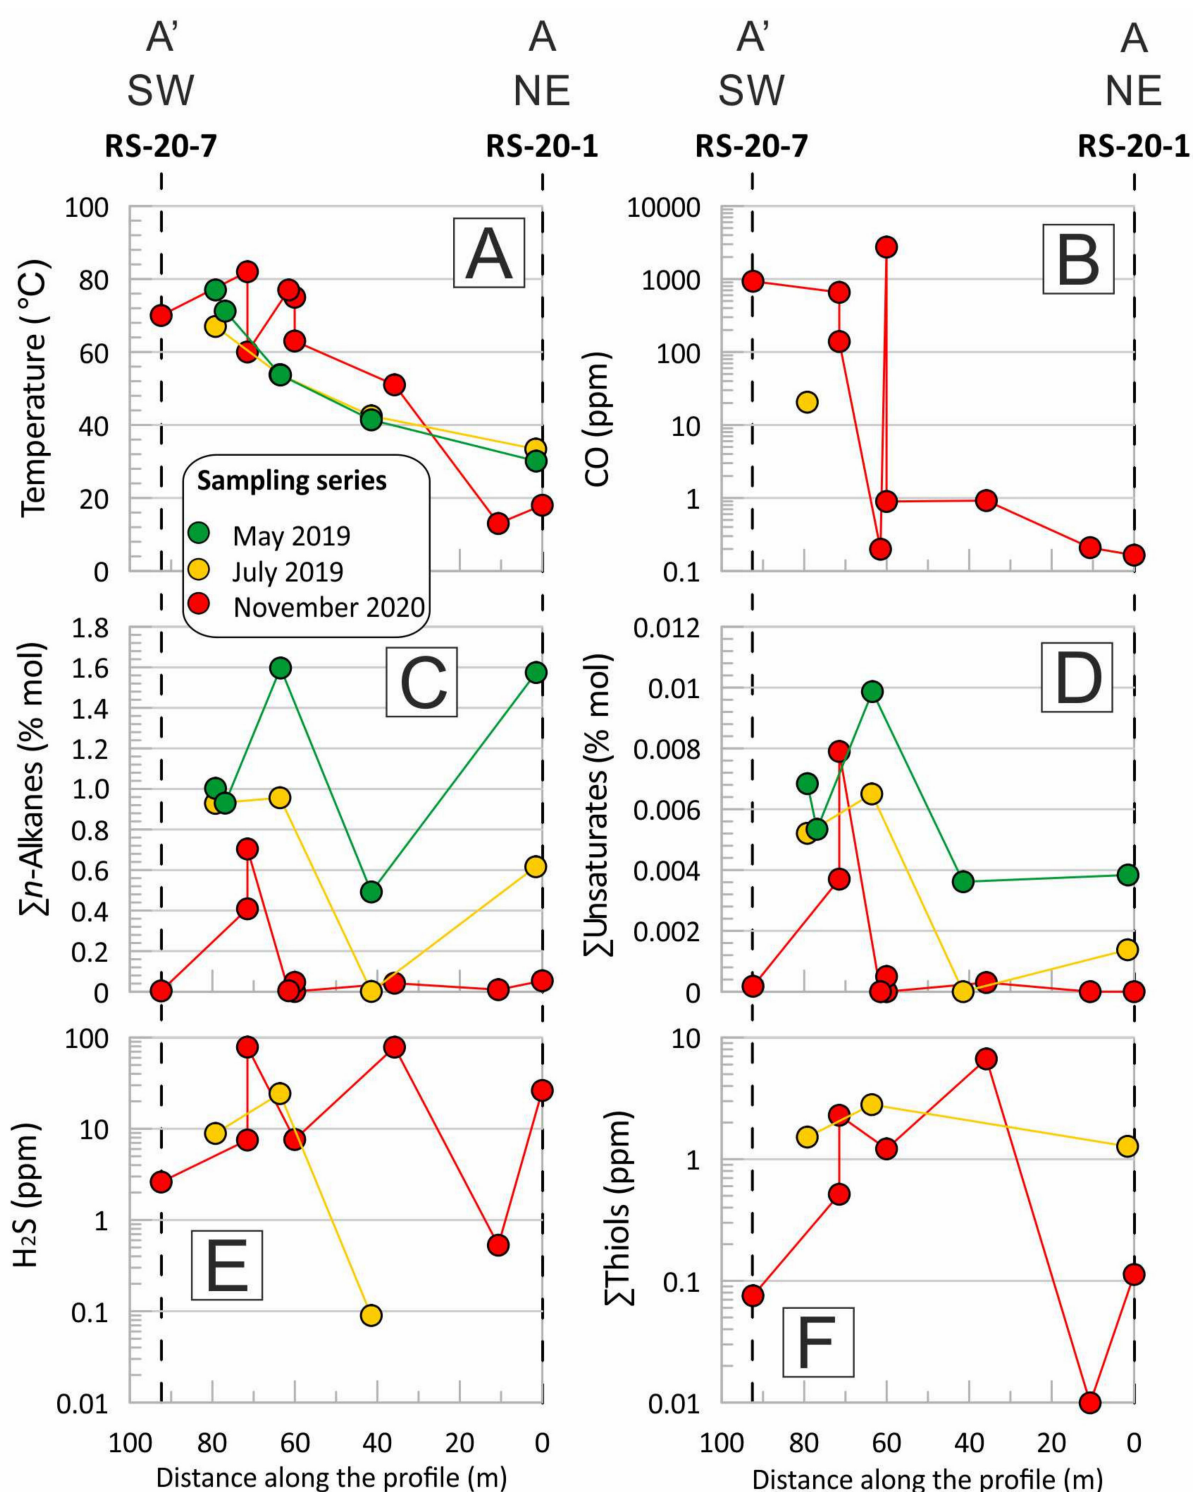 A’ A A’ A
SW NE SW NE
RS-20-7 RS-20-1 RS-20-7 RS-20-1
Temperature (°C)
100
80
60
40
20
0
A
Sampling series
May 2019
July 2019
November 2020
CO (ppm)
10000
1000
100
10
1
0.1
B
∑n-Alkanes (% mol)
1.8
1.6
1.4
1.2
1.0
0.8
0.6
0.4
0.2
0
C
∑Unsaturates (% mol)
0.012
0.01
0.008
0.006
0.004
0.002
0
D
H2S (ppm)
100
10
1
0.1
0.01
E
100 80 60 40 20 0
Distance along the profile (m)
∑Thiols (ppm)
10
1
0.1
0.01
F
100 80 60 40 20 0
Distance along the profile (m)